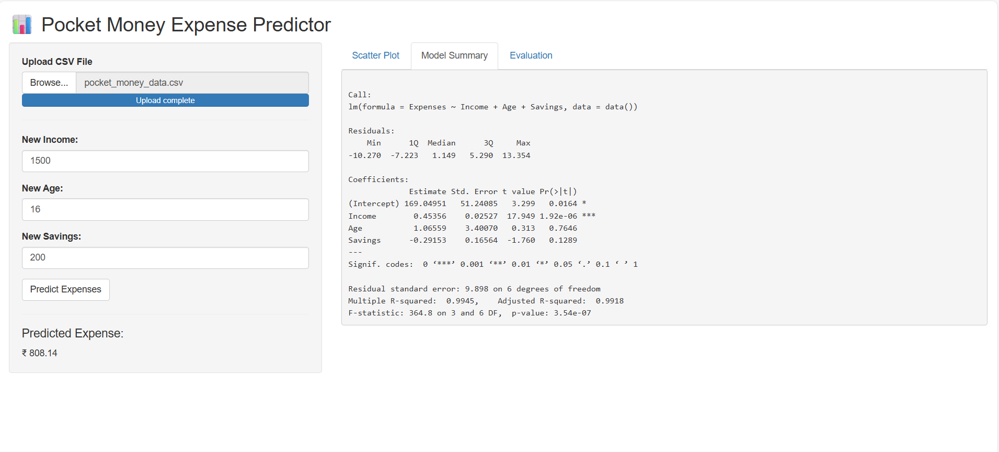 Pocket Money Expense Predictor
Upload CSV File
Browse... pocket_money_data.csv
Upload complete
New Income:
1500
New Age:
16
New Savings:
200
Predict Expenses
Predicted Expense:
₹ 808.14
Scatter Plot Model Summary Evaluation
Call:
lm(formula = Expenses ~ Income + Age + Savings, data = data())
Residuals:
    Min      1Q  Median      3Q     Max
-10.270  -7.223   1.149   5.290  13.354
Coefficients:
             Estimate Std. Error t value Pr(>|t|)
(Intercept) 169.04951   51.24085   3.299   0.0164 *
Income        0.45356    0.02527  17.949 1.92e-06 ***
Age           1.06559    3.40070   0.313   0.7646
Savings      -0.29153    0.16564  -1.760   0.1289
---
Signif. codes:  0 ‘***’ 0.001 ‘**’ 0.01 ‘*’ 0.05 ‘.’ 0.1 ‘ ’ 1
Residual standard error: 9.898 on 6 degrees of freedom
Multiple R-squared:  0.9945,    Adjusted R-squared:  0.9918
F-statistic: 364.8 on 3 and 6 DF,  p-value: 3.54e-07